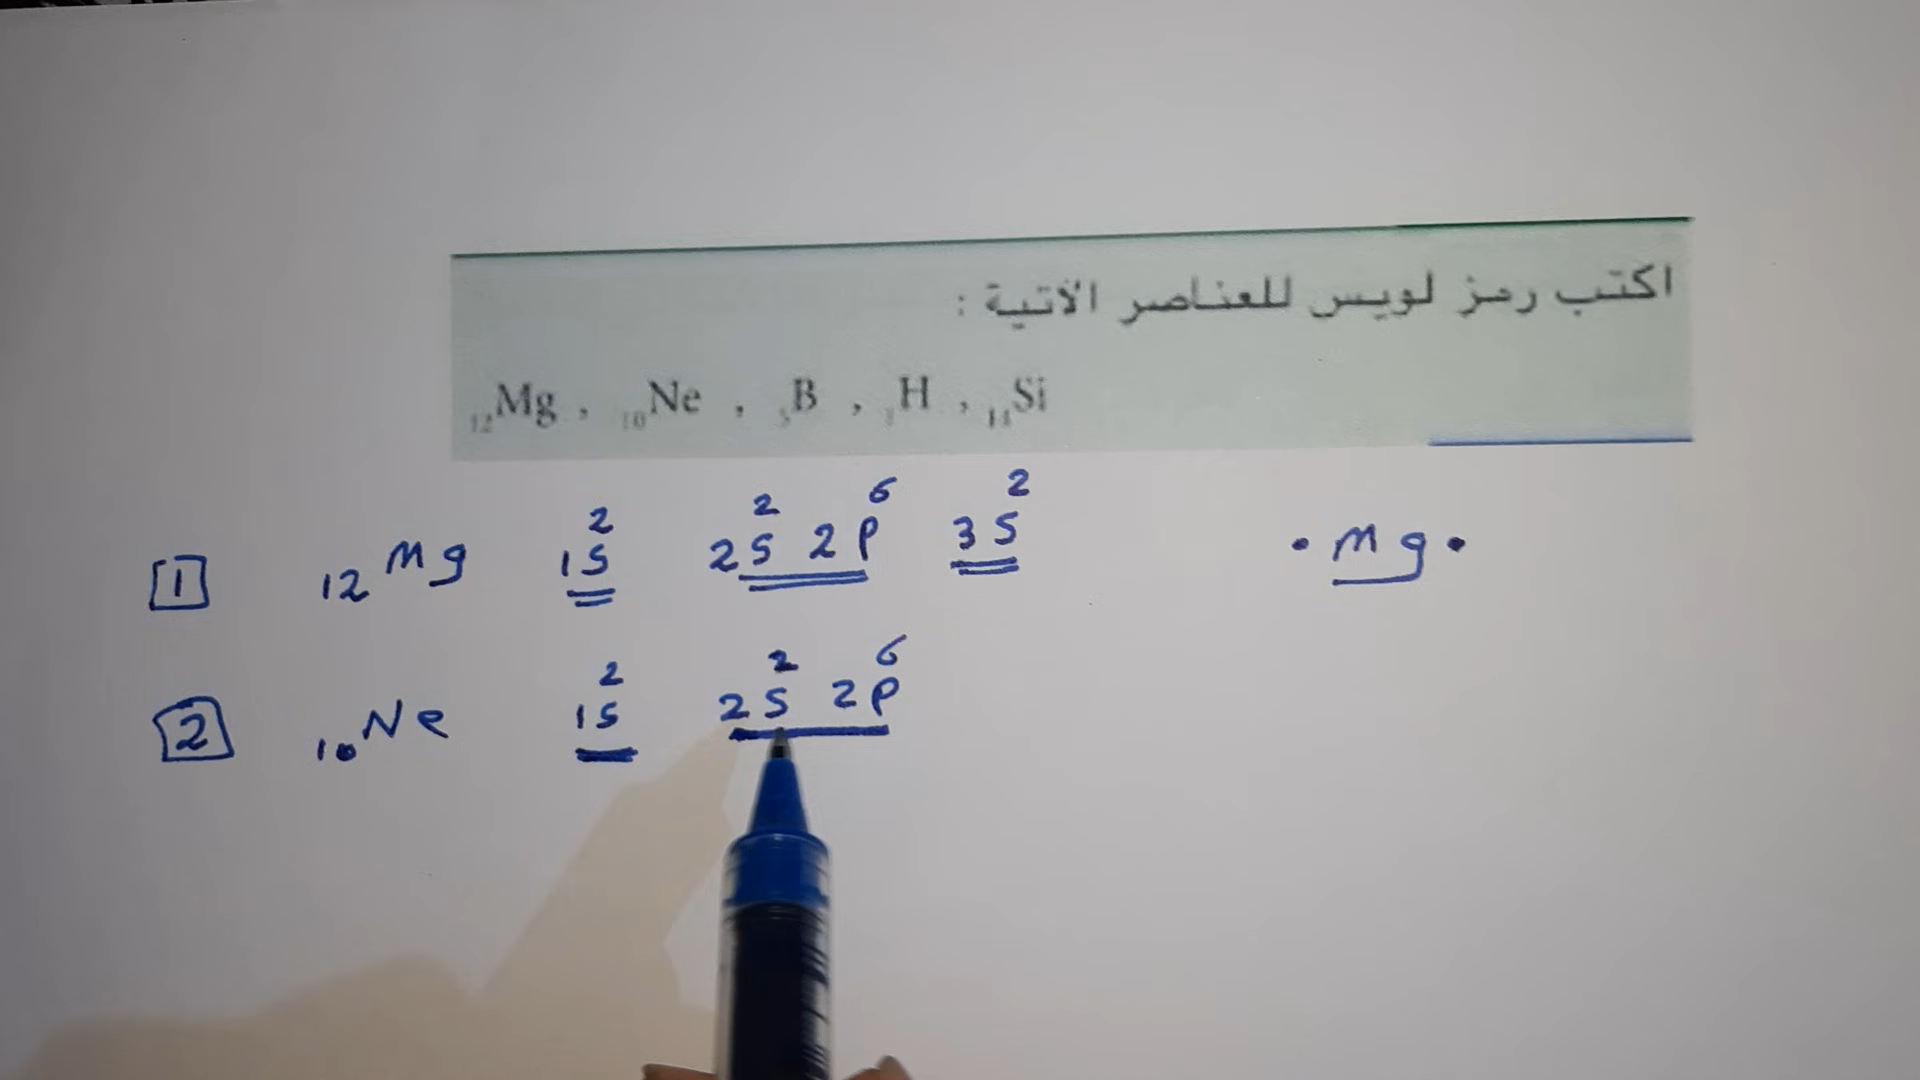 اكتب رمز لويس للعناصر الآتية :
₁₂Mg , ₁₀Ne , ₅B , ₁H , ₁₄Si
1 ₁₂Mg 1S² 2S² 2P⁶ 3S² •Mg•
2 ₁₀Ne 1S² 2S² 2P⁶